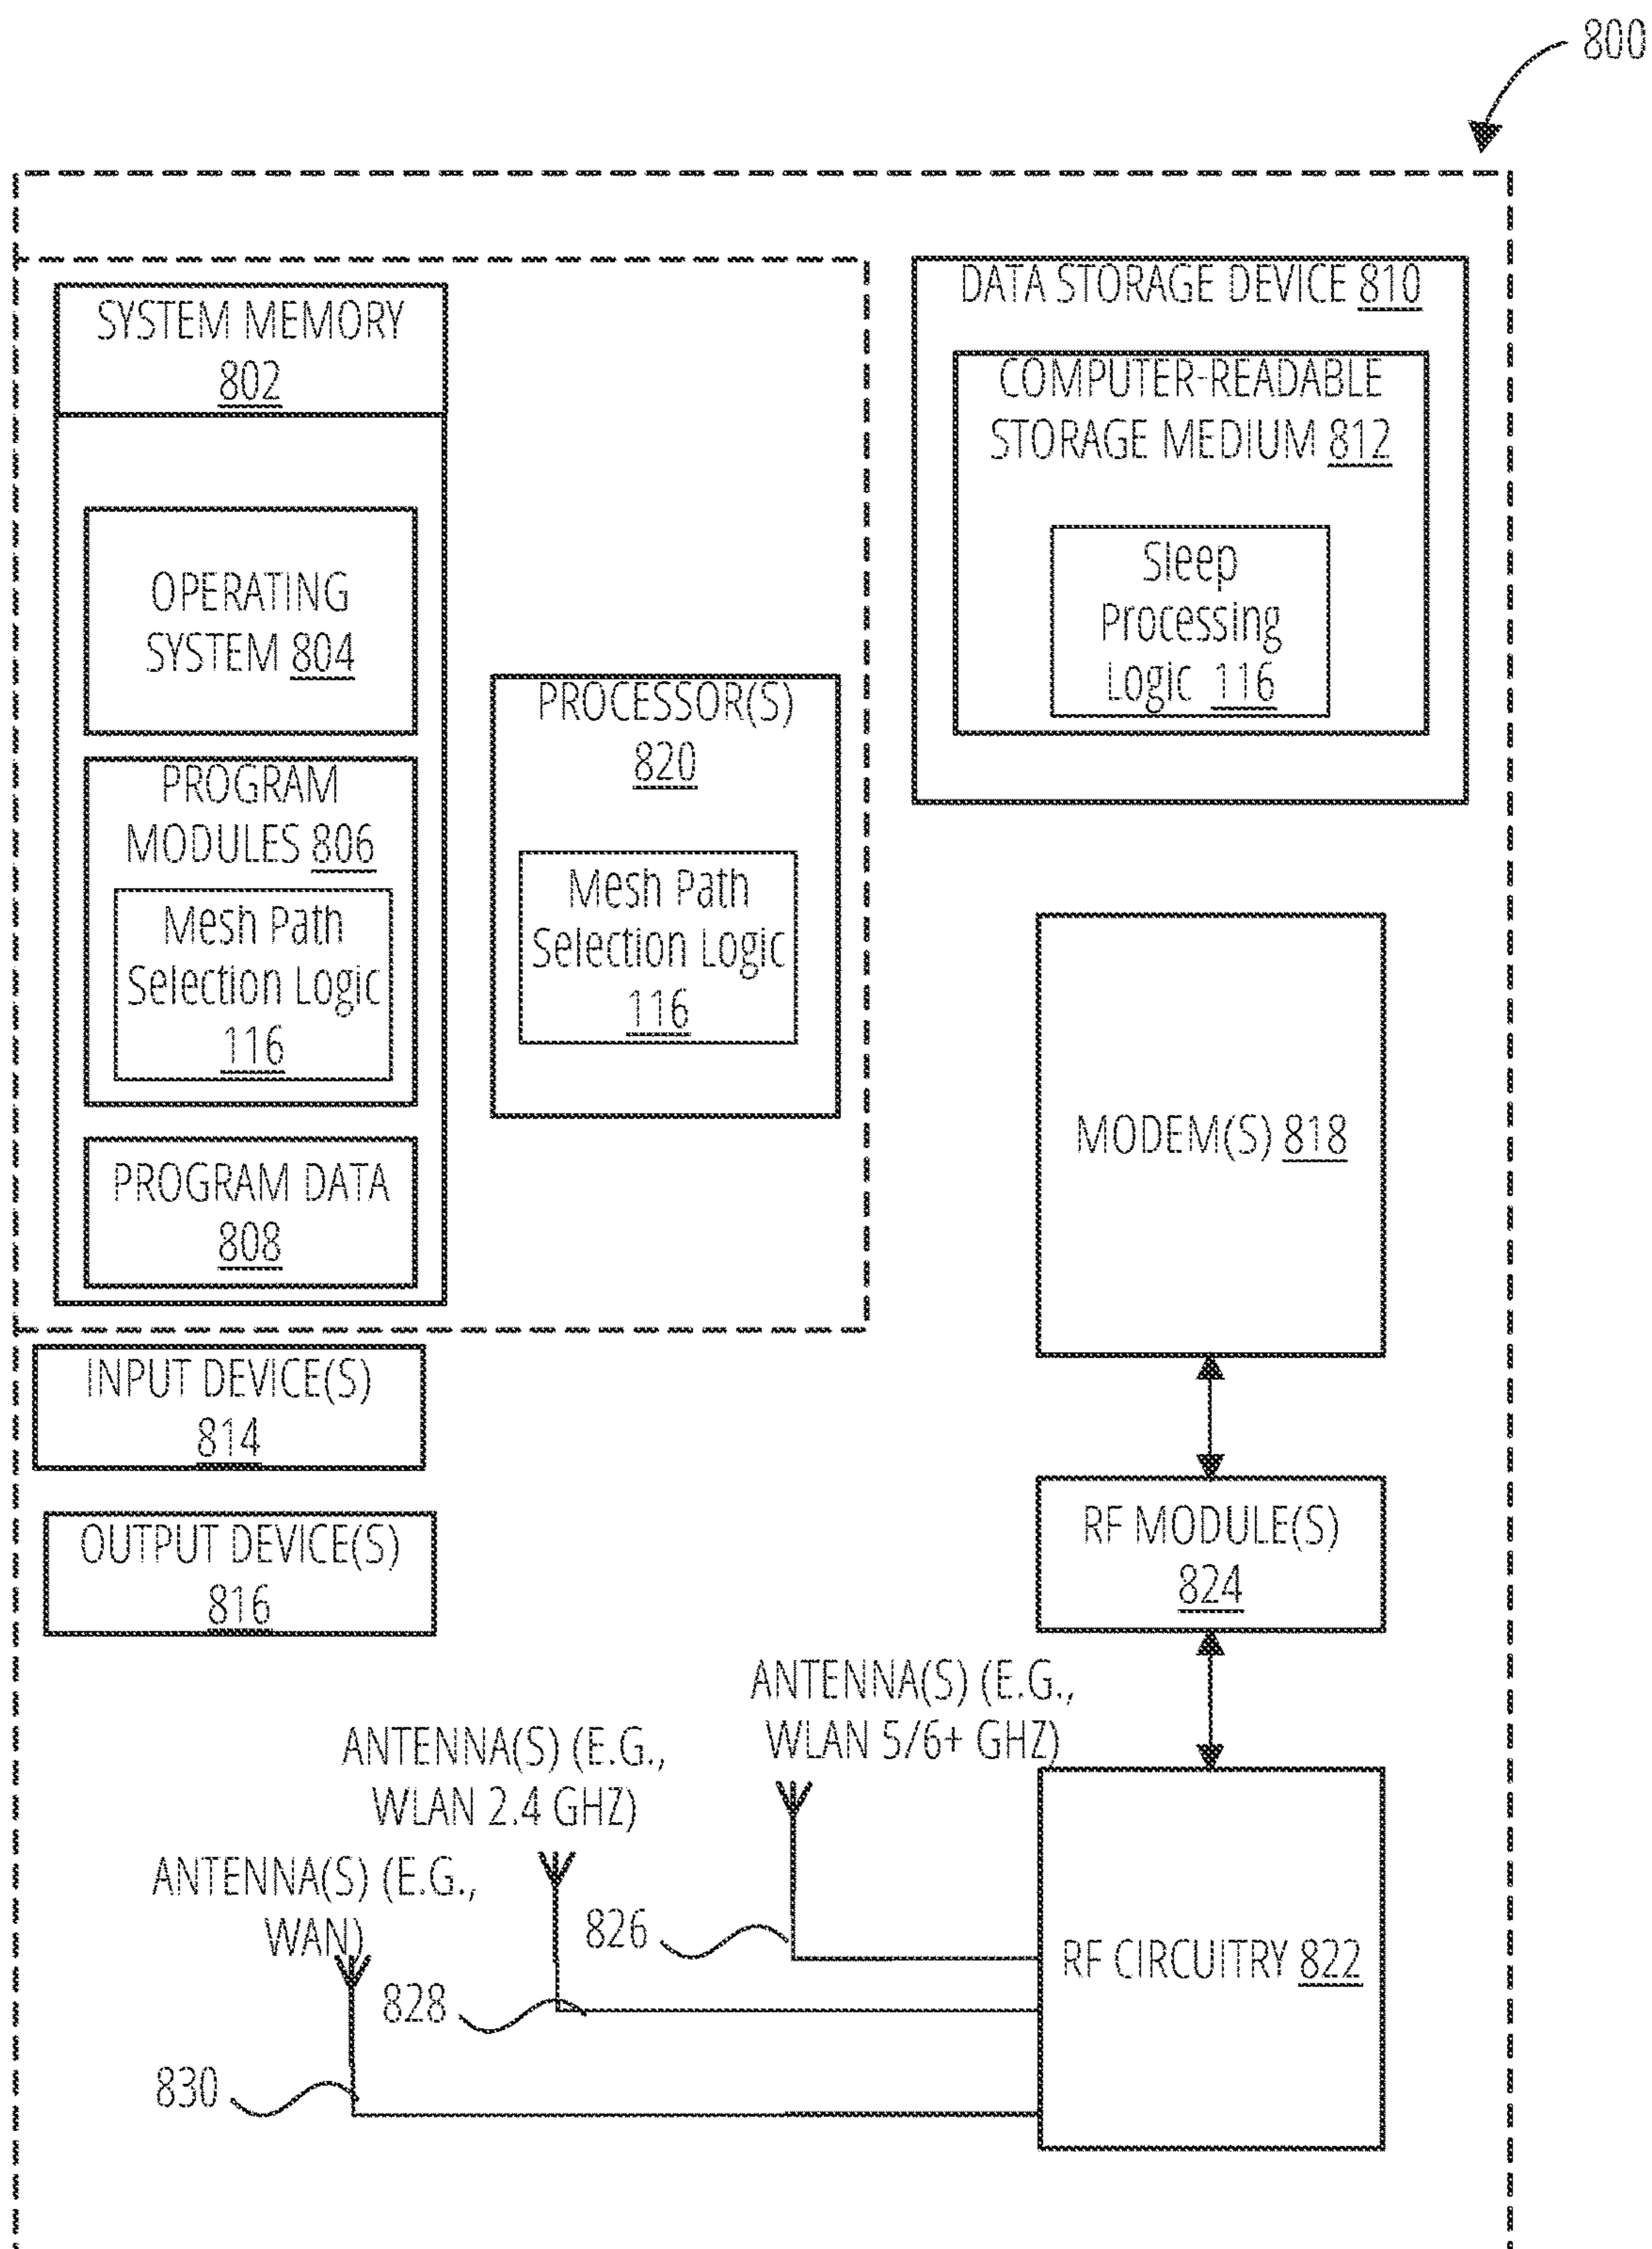 800
SYSTEM MEMORY
802
OPERATING
SYSTEM 804
PROGRAM
MODULES 806
Mesh Path
Selection Logic
116
PROGRAM DATA
808
PROCESSOR(S)
820
Mesh Path
Selection Logic
116
DATA STORAGE DEVICE 810
COMPUTER-READABLE
STORAGE MEDIUM 812
Sleep
Processing
Logic 116
MODEM(S) 818
INPUT DEVICE(S)
814
OUTPUT DEVICE(S)
816
RF MODULE(S)
824
ANTENNA(S) (E.G.,
WLAN 5/6+ GHZ)
ANTENNA(S) (E.G.,
WLAN 2.4 GHZ)
ANTENNA(S) (E.G.,
WAN)
826
828
830
RF CIRCUITRY 822